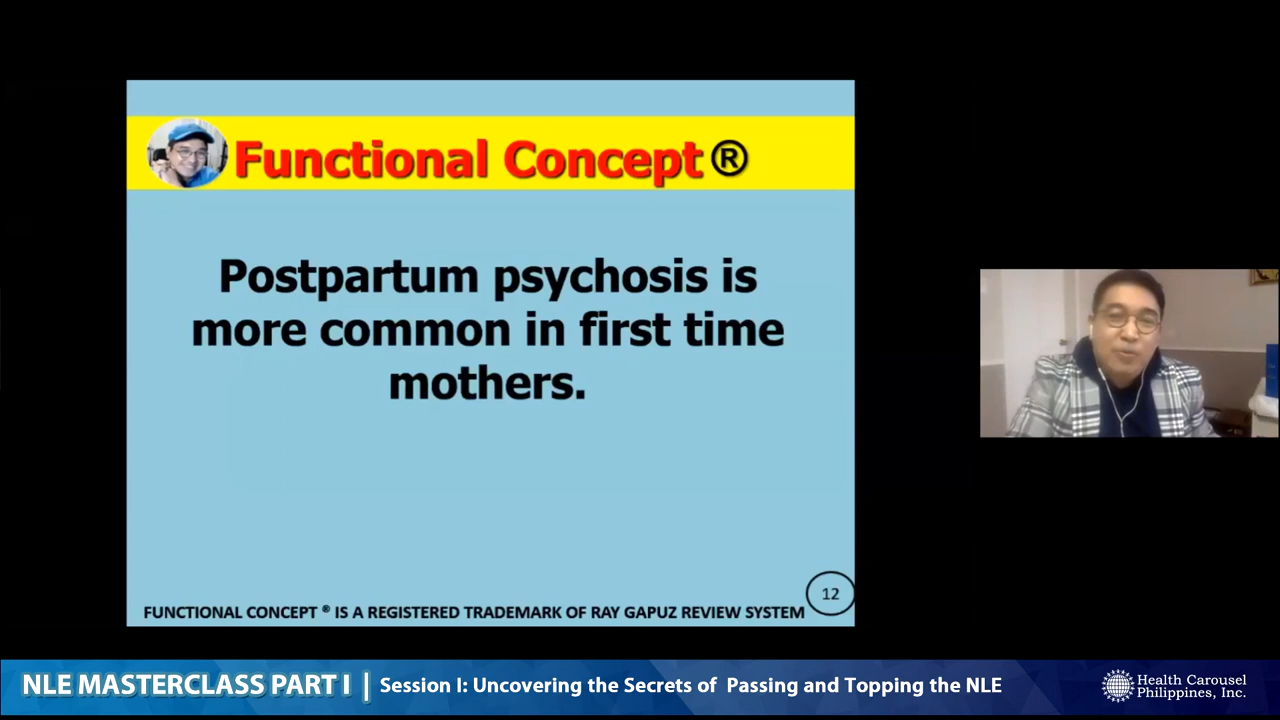 Functional Concept®
Postpartum psychosis is
more common in first time
mothers.
12
FUNCTIONAL CONCEPT ® IS A REGISTERED TRADEMARK OF RAY GAPUZ REVIEW SYSTEM
NLE MASTERCLASS PART I | Session I: Uncovering the Secrets of Passing and Topping the NLE
Health Carousel
Philippines, Inc.